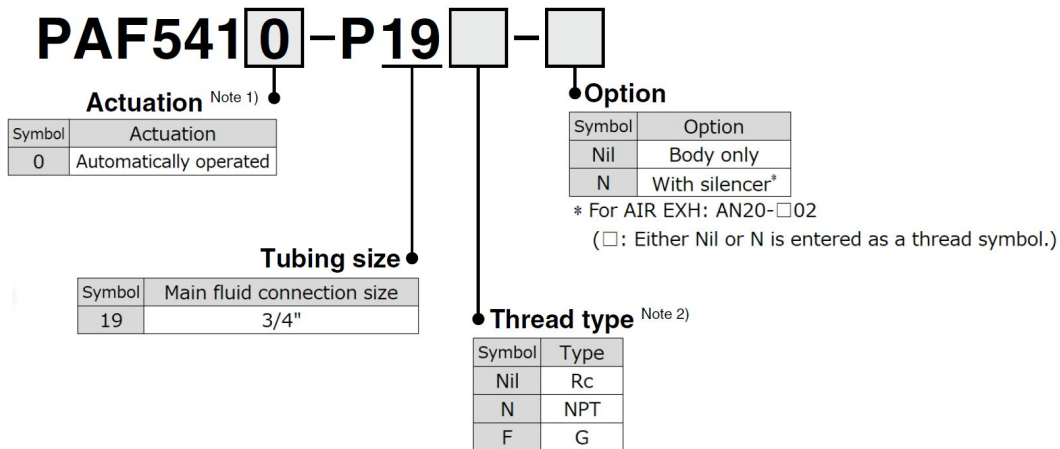 PAF5410-P19□-□
Actuation Note 1)
Symbol Actuation
0 Automatically operated
Option
Symbol Option
Nil Body only
N With silencer*
* For AIR EXH: AN20-□02
(□: Either Nil or N is entered as a thread symbol.)
Tubing size
Symbol Main fluid connection size
19 3/4"
Thread type Note 2)
Symbol Type
Nil Rc
N NPT
F G